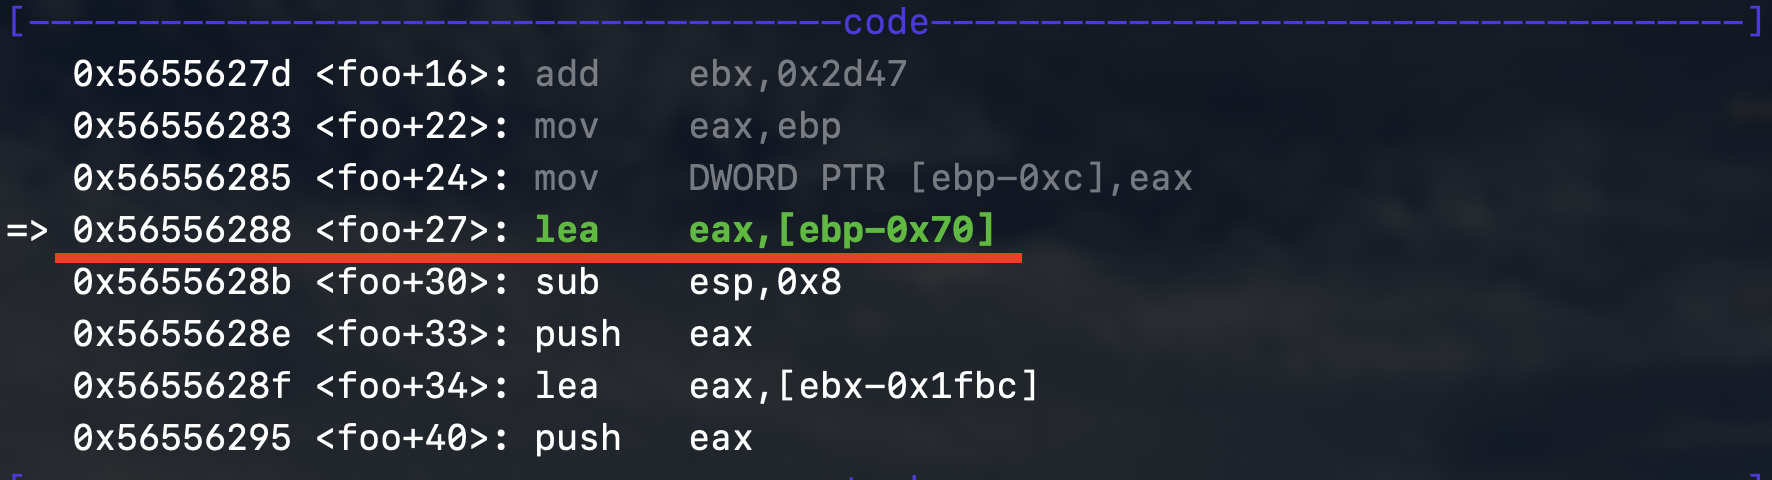 [-------------------------------------code-------------------------------------]
0x5655627d <foo+16>: add    ebx,0x2d47
0x56556283 <foo+22>: mov    eax,ebp
0x56556285 <foo+24>: mov    DWORD PTR [ebp-0xc],eax
=> 0x56556288 <foo+27>: lea    eax,[ebp-0x70]
0x5655628b <foo+30>: sub    esp,0x8
0x5655628e <foo+33>: push   eax
0x5655628f <foo+34>: lea    eax,[ebx-0x1fbc]
0x56556295 <foo+40>: push   eax